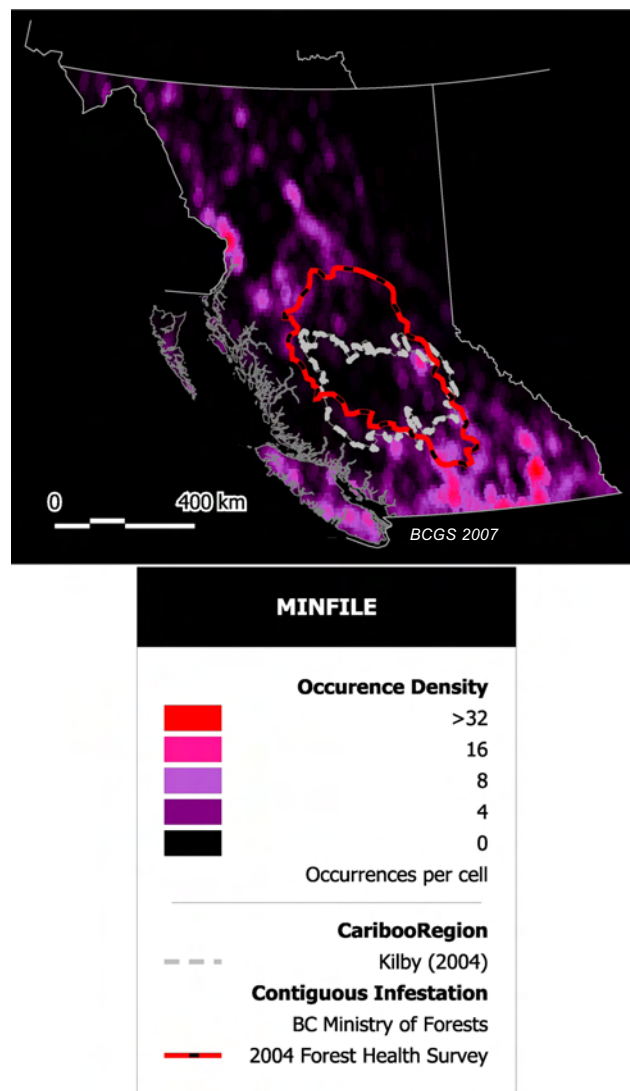 0 400 km
BCGS 2007
MINFILE
Occurence Density
>32
16
8
4
0
Occurrences per cell
CaribooRegion
Kilby (2004)
Contiguous Infestation
BC Ministry of Forests
2004 Forest Health Survey